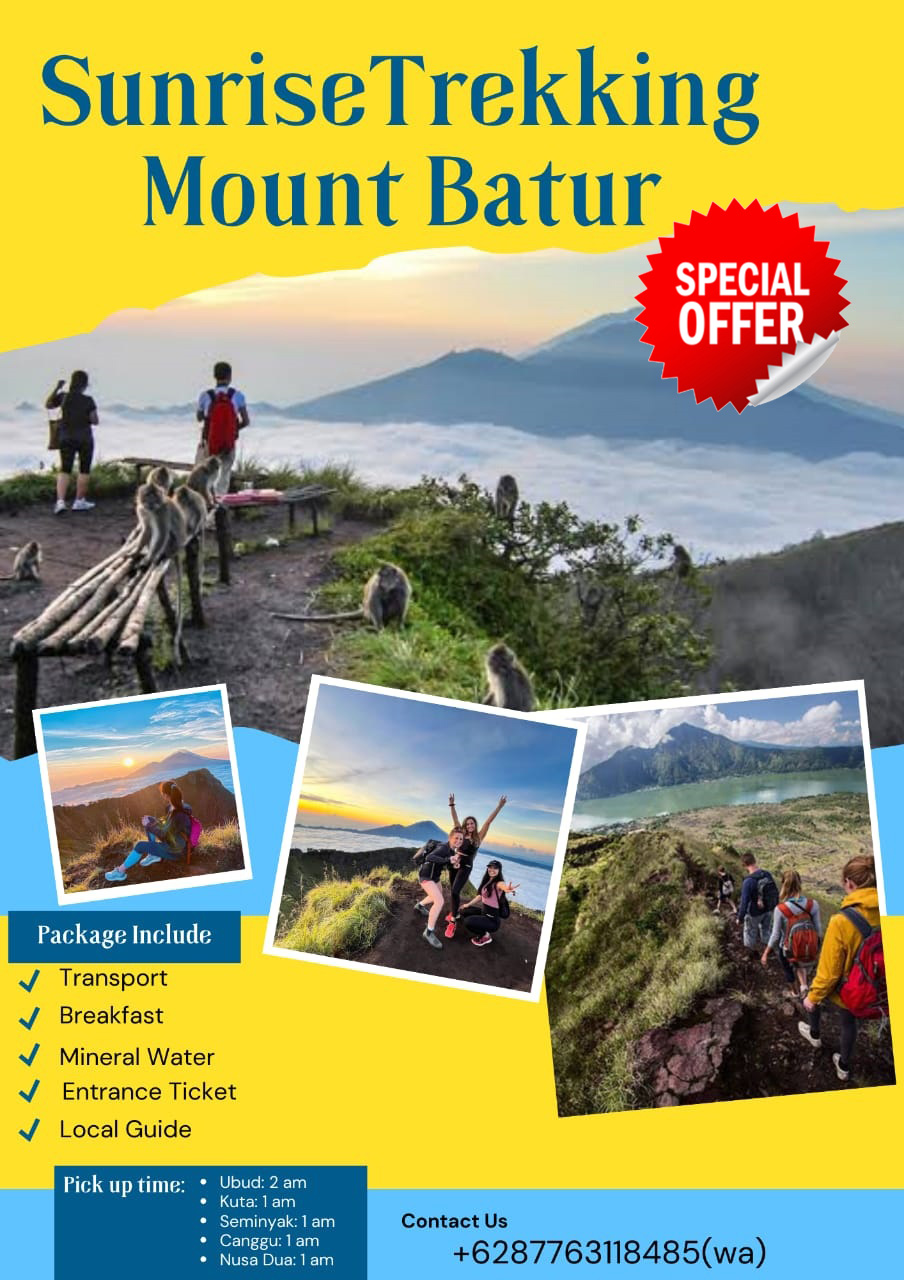 SunriseTrekking
Mount Batur
SPECIAL
OFFER
Package Include
Transport
Breakfast
Mineral Water
Entrance Ticket
Local Guide
Pick up time:
• Ubud: 2 am
• Kuta: 1 am
• Seminyak: 1 am
• Canggu: 1 am
• Nusa Dua: 1 am
Contact Us
+6287763118485(wa)